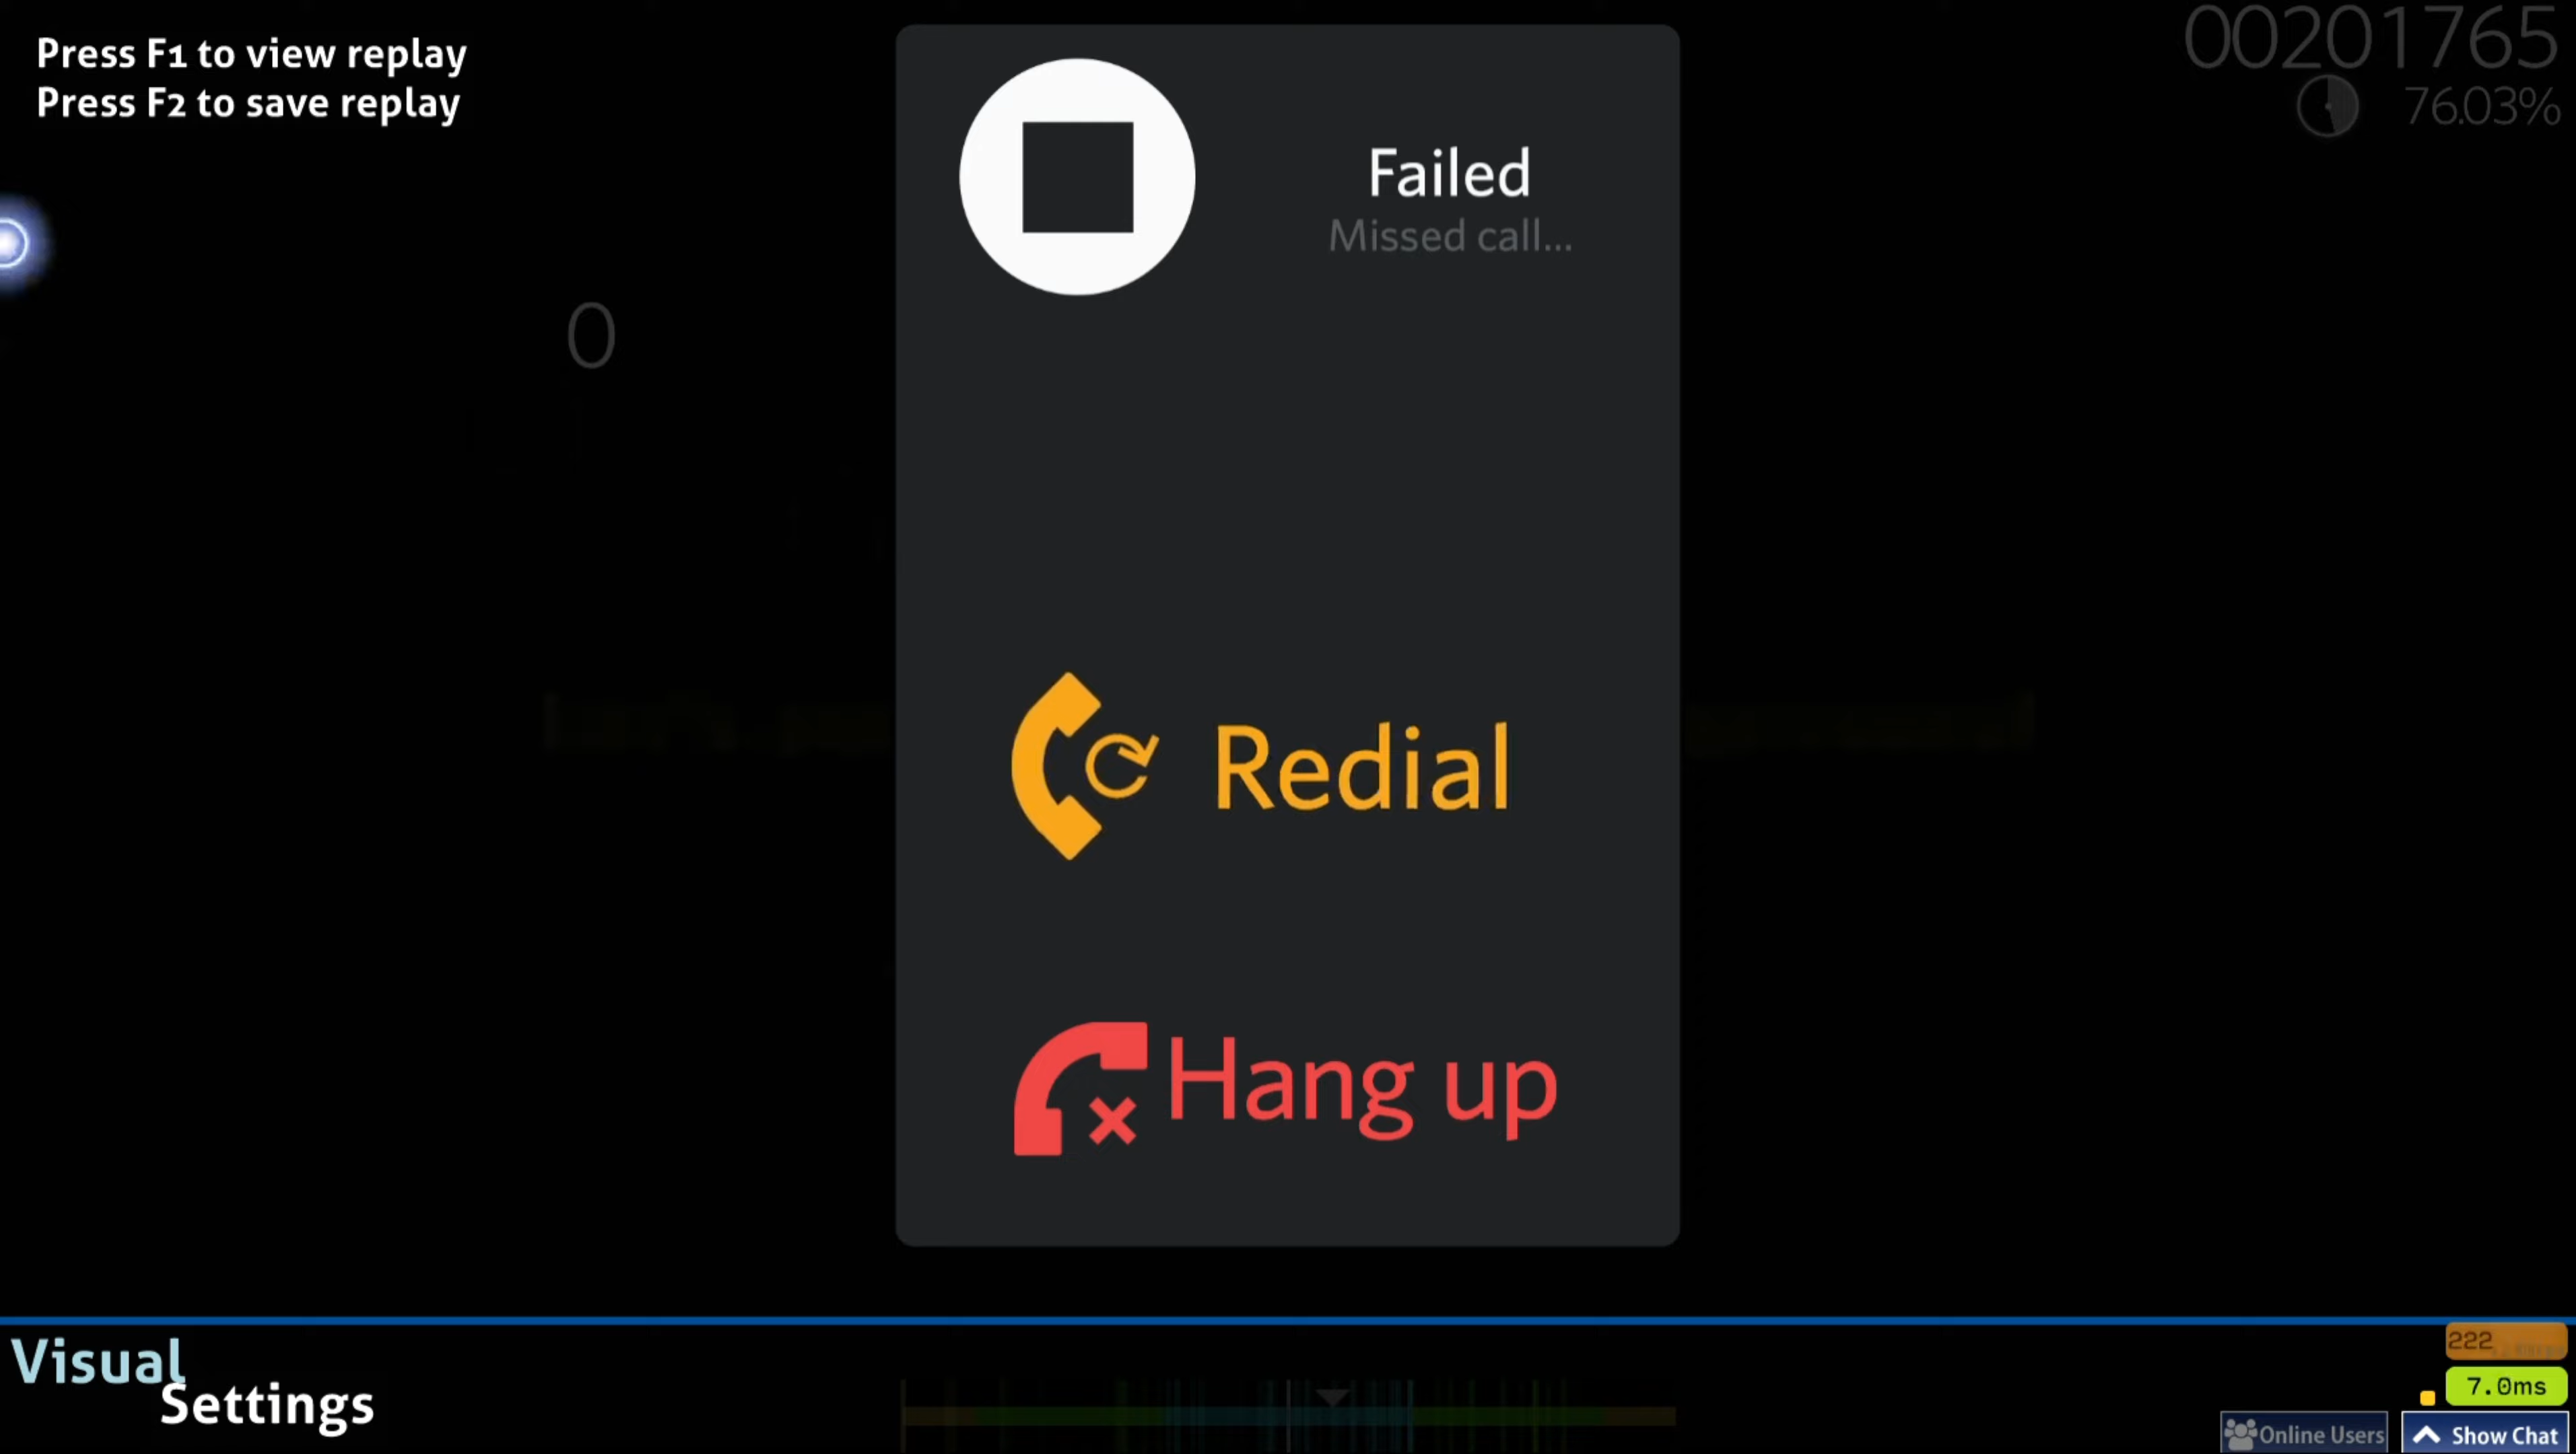 Press F1 to view replay
Press F2 to save replay
00201765
76.03%
Failed
Missed call...
0
Redial
Hang up
Visual
Settings
222
7.0ms
Online Users
Show Chat